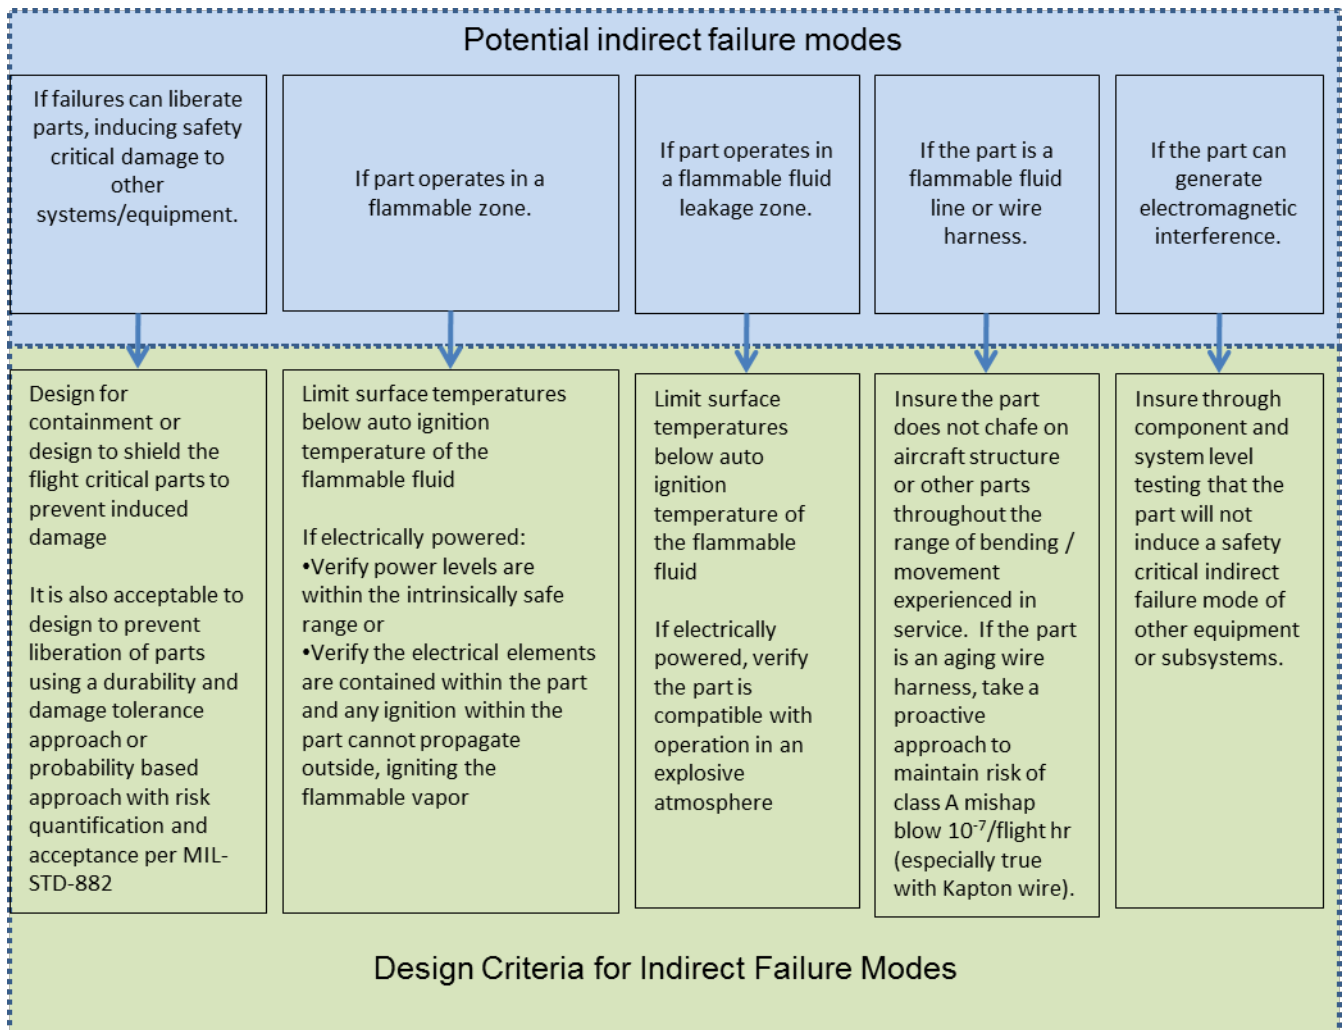 Potential indirect failure modes
If failures can liberate
parts, inducing safety
critical damage to
other
systems/equipment.
If part operates in a
flammable zone.
If part operates in
a flammable fluid
leakage zone.
If the part is a
flammable fluid
line or wire
harness.
If the part can
generate
electromagnetic
interference.
Design for
containment or
design to shield the
flight critical parts to
prevent induced
damage
It is also acceptable to
design to prevent
liberation of parts
using a durability and
damage tolerance
approach or
probability based
approach with risk
quantification and
acceptance per MIL-
STD-882
Limit surface temperatures
below auto ignition
temperature of the
flammable fluid
If electrically powered:
•Verify power levels are
within the intrinsically safe
range or
•Verify the electrical elements
are contained within the part
and any ignition within the
part cannot propagate
outside, igniting the
flammable vapor
Limit surface
temperatures
below auto
ignition
temperature of
the flammable
fluid
If electrically
powered, verify
the part is
compatible with
operation in an
explosive
atmosphere
Insure the part
does not chafe on
aircraft structure
or other parts
throughout the
range of bending /
movement
experienced in
service.  If the part
is an aging wire
harness, take a
proactive
approach to
maintain risk of
class A mishap
blow 10⁻⁷/flight hr
(especially true
with Kapton wire).
Insure through
component and
system level
testing that the
part will not
induce a safety
critical indirect
failure mode of
other equipment
or subsystems.
Design Criteria for Indirect Failure Modes